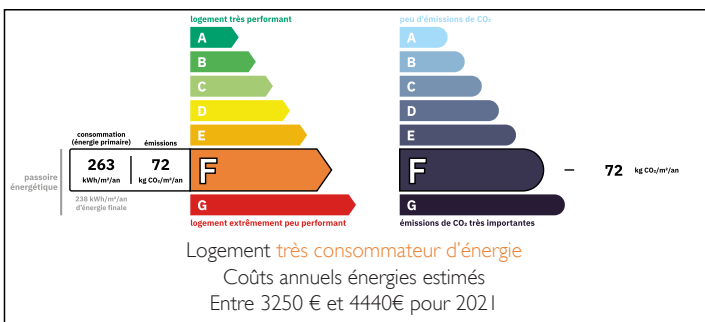 logement très performant
A
B
C
D
E
F
G
logement extrêmement peu performant
consommation
(énergie primaire)
émissions
263
kWh/m²/an
72
kg CO₂/m²/an
passoire
énergétique
238 kWh/m²/an
d'énergie finale
peu d'émissions de CO₂
A
B
C
D
E
F
G
72 kg CO₂/m²/an
émissions de CO₂ très importantes
Logement très consommateur d'énergie
Coûts annuels énergies estimés
Entre 3250 € et 4440€ pour 2021